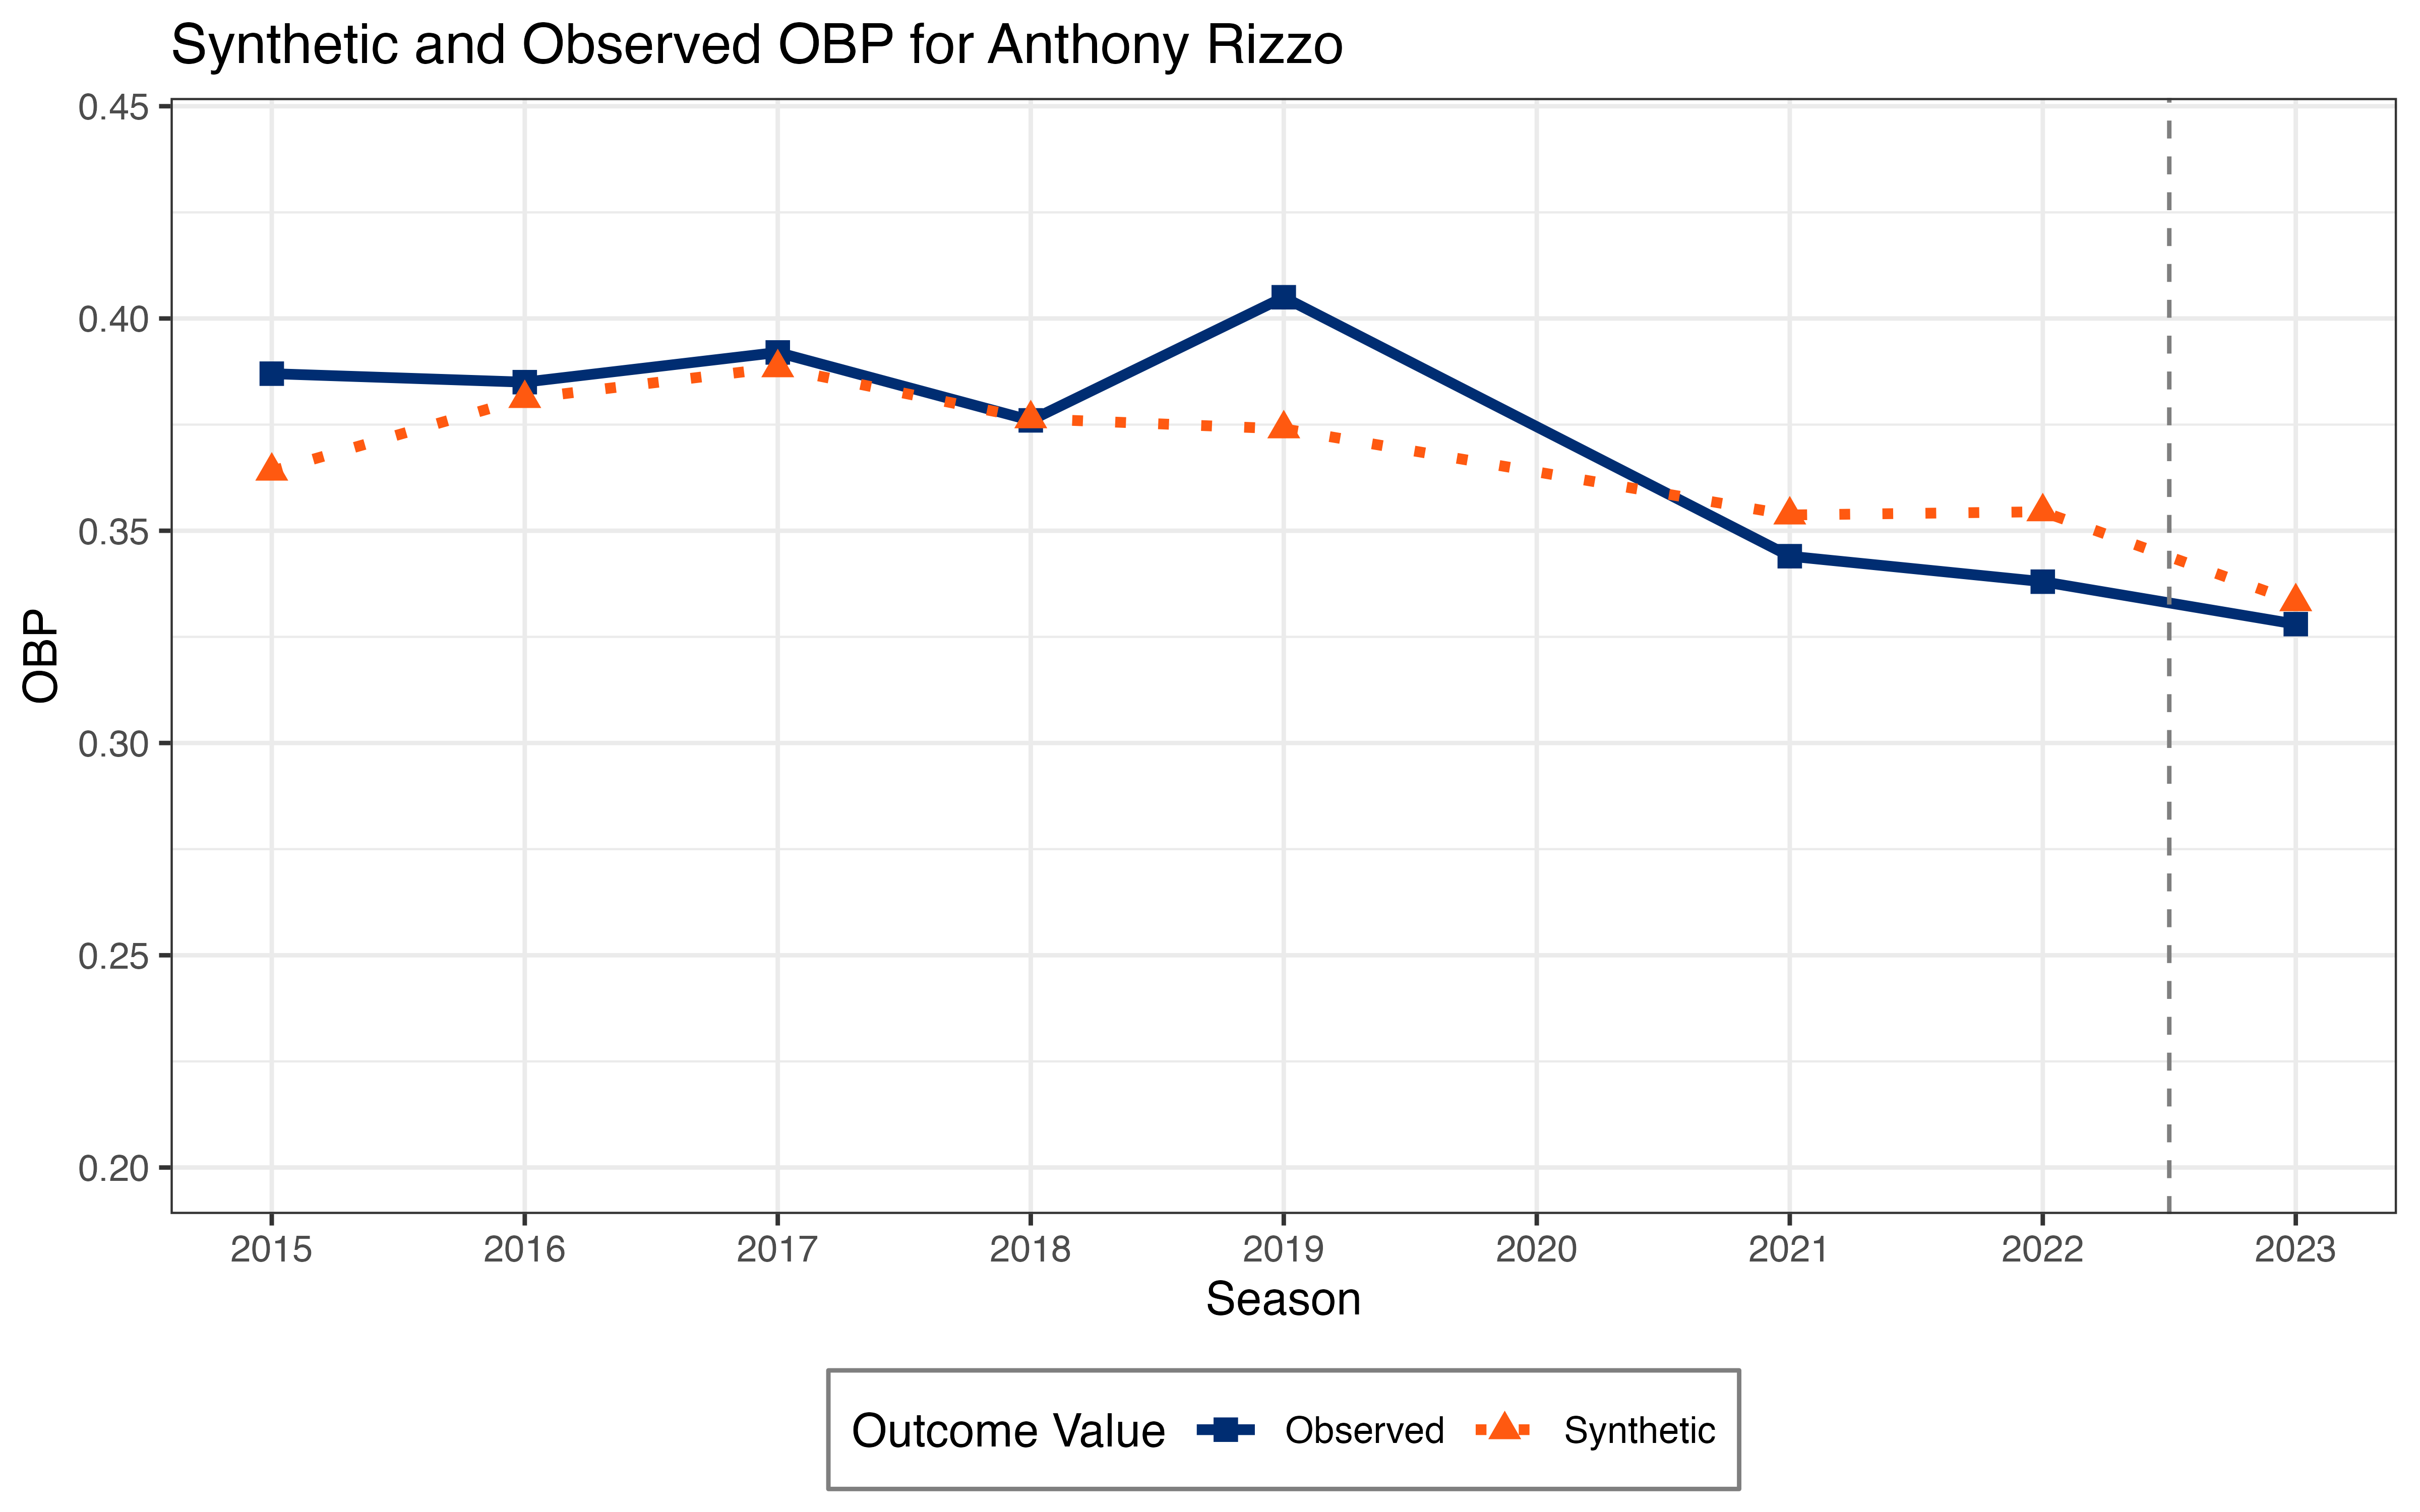 Synthetic and Observed OBP for Anthony Rizzo
0.45
0.40
0.35
0.30
0.25
0.20
OBP
2015 2016 2017 2018 2019 2020 2021 2022 2023
Season
Outcome Value Observed Synthetic